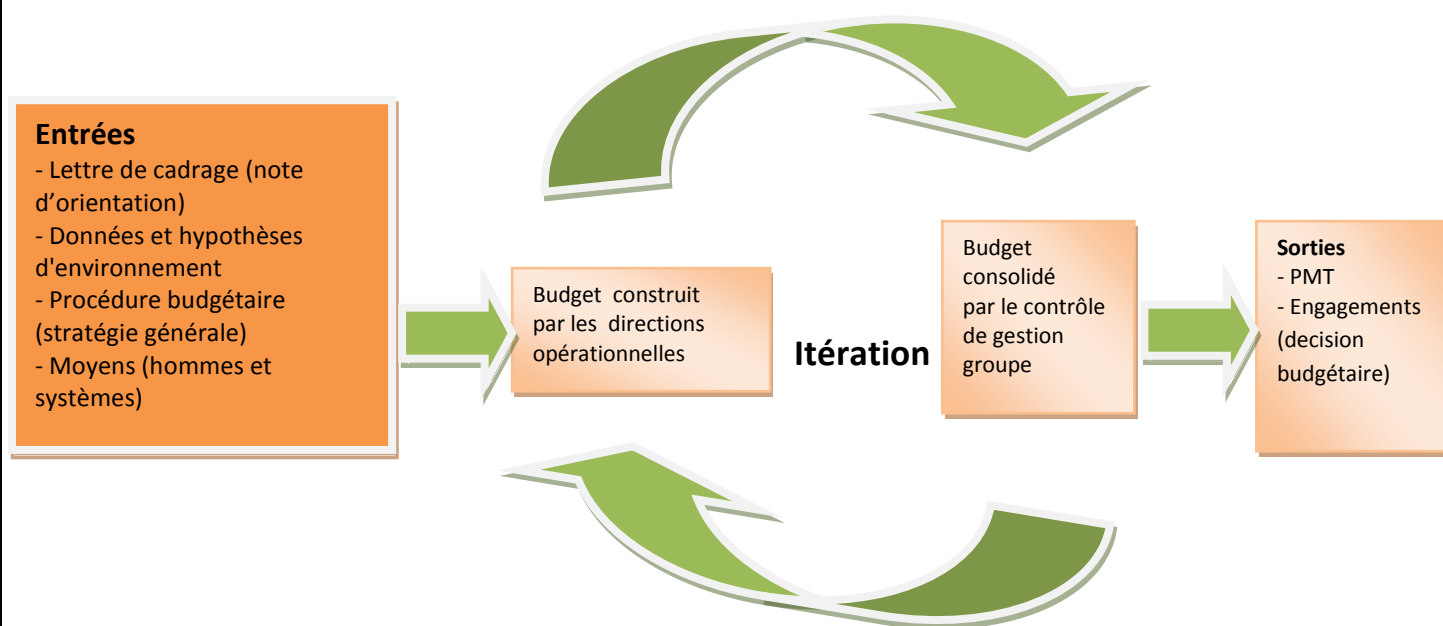 Entrées
- Lettre de cadrage (note
d’orientation)
- Données et hypothèses
d'environnement
- Procédure budgétaire
(stratégie générale)
- Moyens (hommes et
systèmes)
Budget construit
par les directions
opérationnelles
Itération
Budget
consolidé
par le contrôle
de gestion
groupe
Sorties
- PMT
- Engagements
(decision
budgétaire)